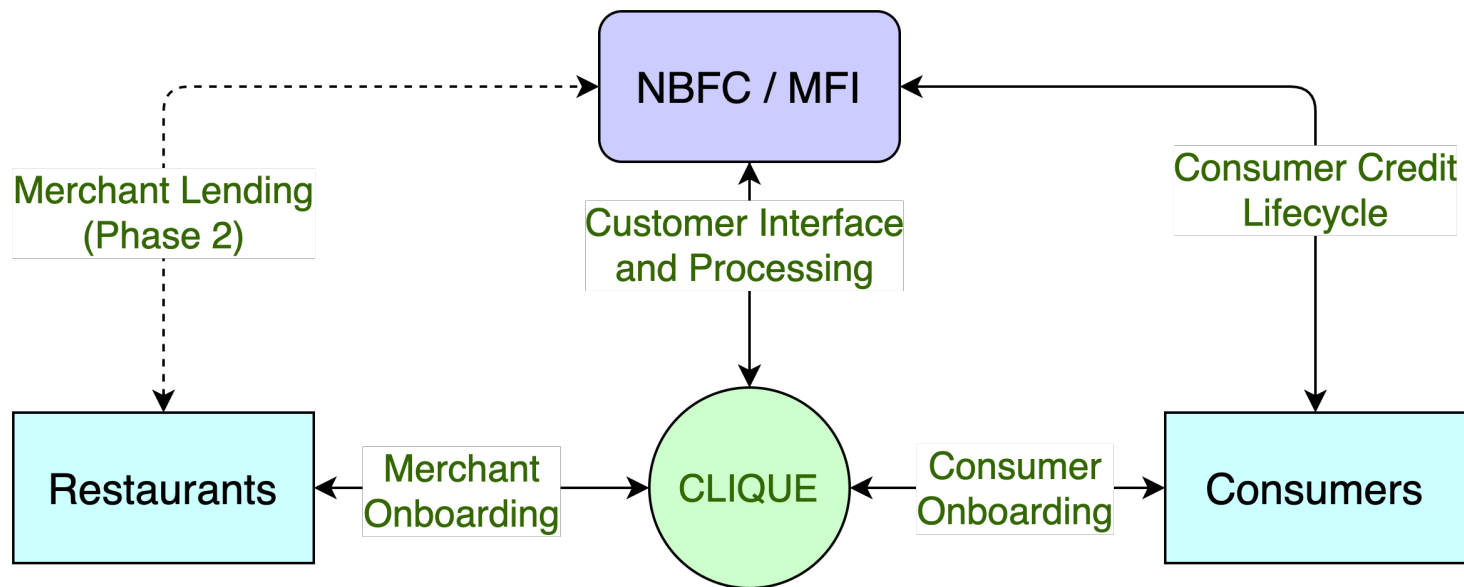 NBFC / MFI
Merchant Lending
(Phase 2)
Customer Interface
and Processing
Consumer Credit
Lifecycle
Restaurants
Merchant
Onboarding
CLIQUE
Consumer
Onboarding
Consumers